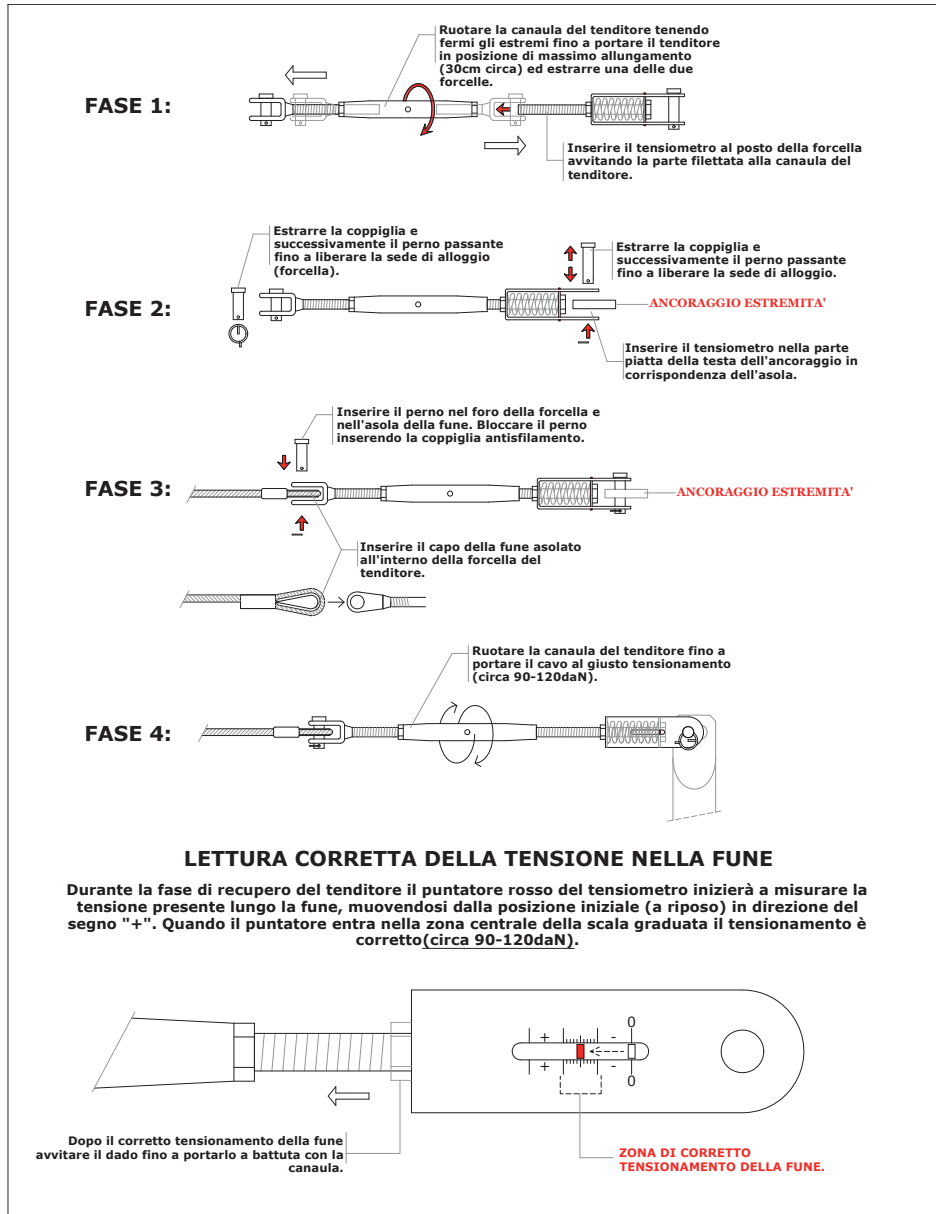 Ruotare la canaula del tenditore tenendo
fermi gli estremi fino a portare il tenditore
in posizione di massimo allungamento
(30cm circa) ed estrarre una delle due
forcelle.
FASE 1:
Inserire il tensiometro al posto della forcella
avvitando la parte filettata alla canaula del
tenditore.
Estrarre la coppiglia e
successivamente il perno passante
fino a liberare la sede di alloggio
(forcella).
Estrarre la coppiglia e
successivamente il perno passante
fino a liberare la sede di alloggio.
FASE 2:
ANCORAGGIO ESTREMITA'
Inserire il tensiometro nella parte
piatta della testa dell'ancoraggio in
corrispondenza dell'asola.
Inserire il perno nel foro della forcella e
nell'asola della fune. Bloccare il perno
inserendo la coppiglia antisfilamento.
FASE 3:
ANCORAGGIO ESTREMITA'
Inserire il capo della fune asolato
all'interno della forcella del
tenditore.
Ruotare la canaula del tenditore fino a
portare il cavo al giusto tensionamento
(circa 90-120daN).
FASE 4:
LETTURA CORRETTA DELLA TENSIONE NELLA FUNE
Durante la fase di recupero del tenditore il puntatore rosso del tensiometro inizierà a misurare la
tensione presente lungo la fune, muovendosi dalla posizione iniziale (a riposo) in direzione del
segno "+". Quando il puntatore entra nella zona centrale della scala graduata il tensionamento è
corretto(circa 90-120daN).
0
+ -
+ -
0
Dopo il corretto tensionamento della fune
avvitare il dado fino a portarlo a battuta con la
canaula.
ZONA DI CORRETTO
TENSIONAMENTO DELLA FUNE.